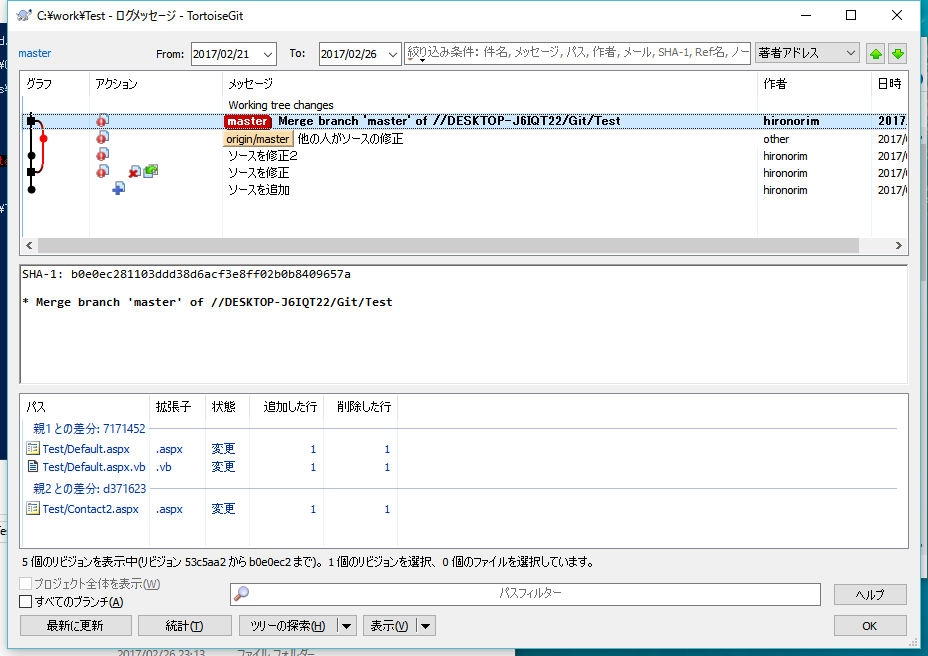 C:¥work¥Test - ログメッセージ - TortoiseGit
master From: 2017/02/21 To: 2017/02/26 絞り込み条件: 件名, メッセージ, パス, 作者, メール, SHA-1, Ref名, ノー 著者アドレス
グラフ アクション メッセージ 作者 日時
Working tree changes
master Merge branch 'master' of //DESKTOP-J6IQT22/Git/Test hironorim 2017/
origin/master 他の人がソースの修正 other 2017/
ソースを修正2 hironorim 2017/
ソースを修正 hironorim 2017/
ソースを追加 hironorim 2017/
SHA-1: b0e0ec281103ddd38d6acf3e8ff02b0b8409657a
* Merge branch 'master' of //DESKTOP-J6IQT22/Git/Test
パス 拡張子 状態 追加した行 削除した行
親1 との差分: 7171452
Test/Default.aspx .aspx 変更 1 1
Test/Default.aspx.vb .vb 変更 1 1
親2 との差分: d371623
Test/Contact2.aspx .aspx 変更 1 1
5 個のリビジョンを表示中(リビジョン 53c5aa2 から b0e0ec2 まで)。1 個のリビジョンを選択、0 個のファイルを選択しています。
プロジェクト全体を表示(W)
すべてのブランチ(A) パスフィルター ヘルプ
最新に更新 統計(T) ツリーの探索(H) 表示(V) OK
2017/02/26 23:13 ファイル フォルダー